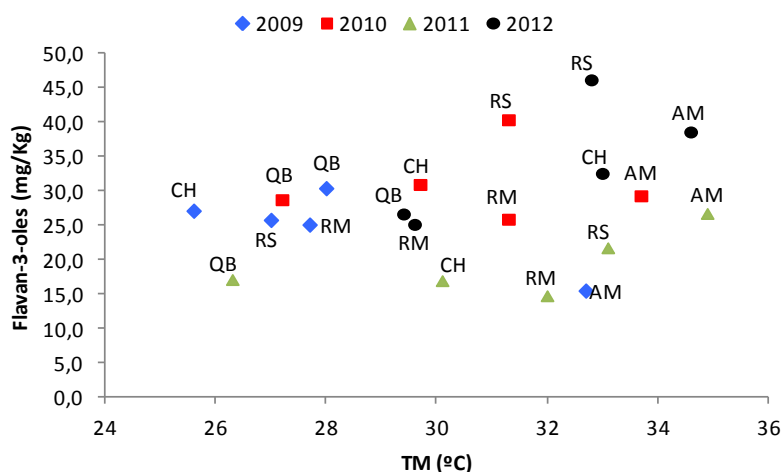 2009 2010 2011 2012
50,0
45,0
40,0
35,0
30,0
25,0
20,0
15,0
10,0
5,0
0,0
Flavan-3-oles (mg/Kg)
RS
RS
AM
QB
QB
CH
CH
AM
CH
QB
RM
AM
RS
RM
RM
RS
QB
CH
RM
AM
24 26 28 30 32 34 36
TM (ºC)